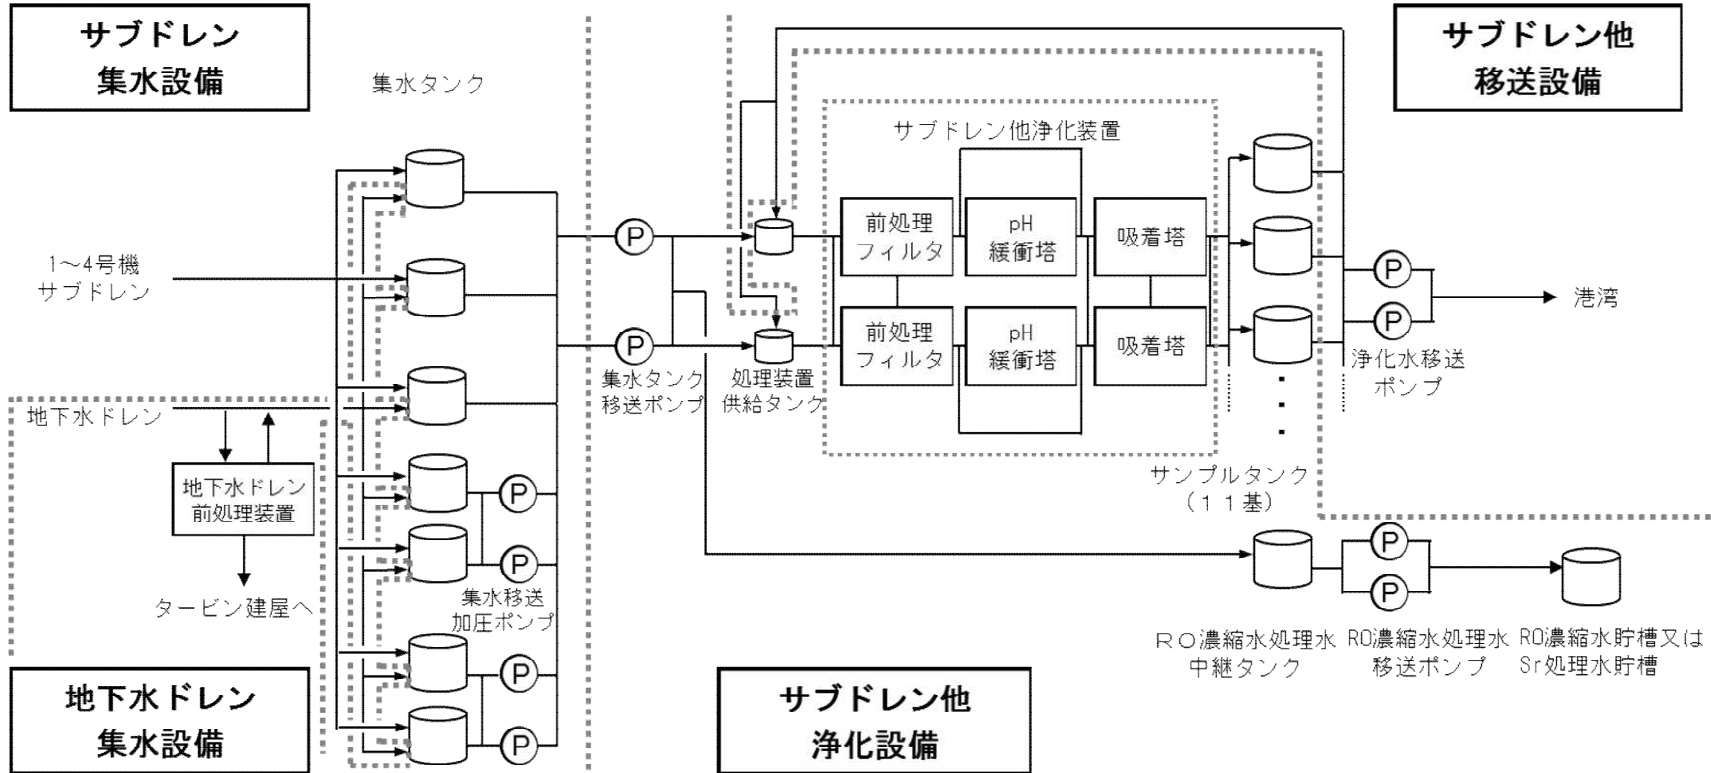 サブドレン
集水設備
集水タンク
サブドレン他
移送設備
サブドレン他浄化装置
前処理
フィルタ
pH
緩衝塔
吸着塔
1～4号機
サブドレン
P
P
前処理
フィルタ
pH
緩衝塔
吸着塔
P
P
港湾
浄化水移送
ポンプ
集水タンク
移送ポンプ
処理装置
供給タンク
地下水ドレン
地下水ドレン
前処理装置
タービン建屋へ
P
P
集水移送
加圧ポンプ
P
P
サンプルタンク
（１１基）
P
P
ＲＯ濃縮水処理水
中継タンク
RO濃縮水処理水
移送ポンプ
RO濃縮水貯槽又は
Sr処理水貯槽
地下水ドレン
集水設備
サブドレン他
浄化設備